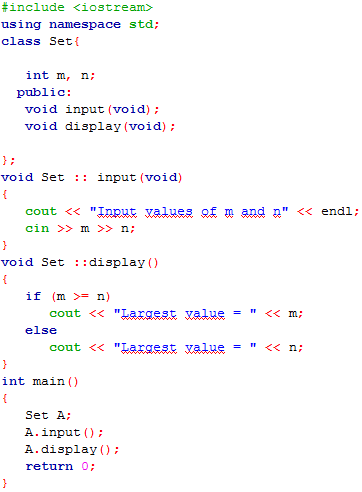 #include <iostream>
using namespace std;
class Set{
int m, n;
public:
void input(void);
void display(void);
};
void Set :: input(void)
{
cout << "Input values of m and n" << endl;
cin >> m >> n;
}
void Set ::display()
{
if (m >= n)
cout << "Largest value = " << m;
else
cout << "Largest value = " << n;
}
int main()
{
Set A;
A.input();
A.display();
return 0;
}